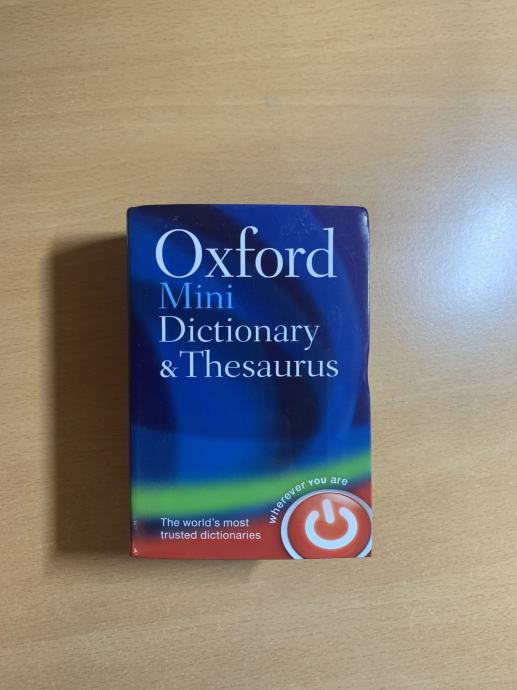 Oxford
Mini
Dictionary
& Thesaurus
wherever YOU are
The world's most
trusted dictionaries